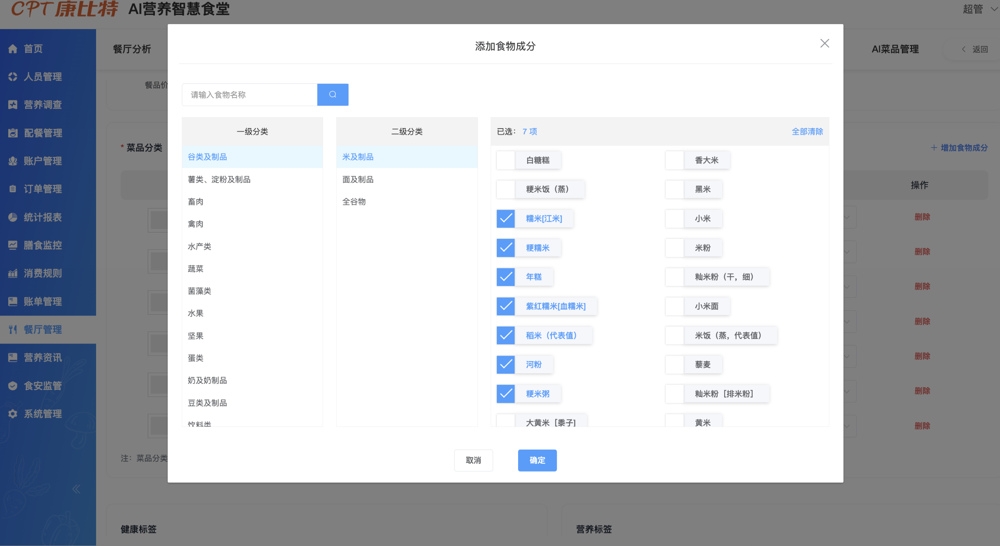 CPT 康比特 AI营养智慧食堂
超管
首页
人员管理
营养调查
配餐管理
账户管理
订单管理
统计报表
膳食监控
消费规则
账单管理
餐厅管理
营养资讯
食安监管
系统管理
餐厅分析
AI菜品管理
返回
餐品价
* 菜品分类
+ 增加食物成分
操作
删除
删除
删除
删除
删除
删除
删除
注：菜品分类
健康标签
营养标签
添加食物成分
请输入食物名称
一级分类
谷类及制品
薯类、淀粉及制品
畜肉
禽肉
水产类
蔬菜
菌藻类
水果
坚果
蛋类
奶及奶制品
豆类及制品
饮料类
二级分类
米及制品
面及制品
全谷物
已选： 7 项 全部清除
白糖糕 香大米
粳米饭（蒸） 黑米
糯米[江米] 小米
粳糯米 米粉
年糕 籼米粉（干，细）
紫红糯米[血糯米] 小米面
稻米（代表值） 米饭（蒸，代表值）
河粉 藜麦
粳米粥 籼米粉［排米粉］
大黄米［黍子] 黄米
取消 确定